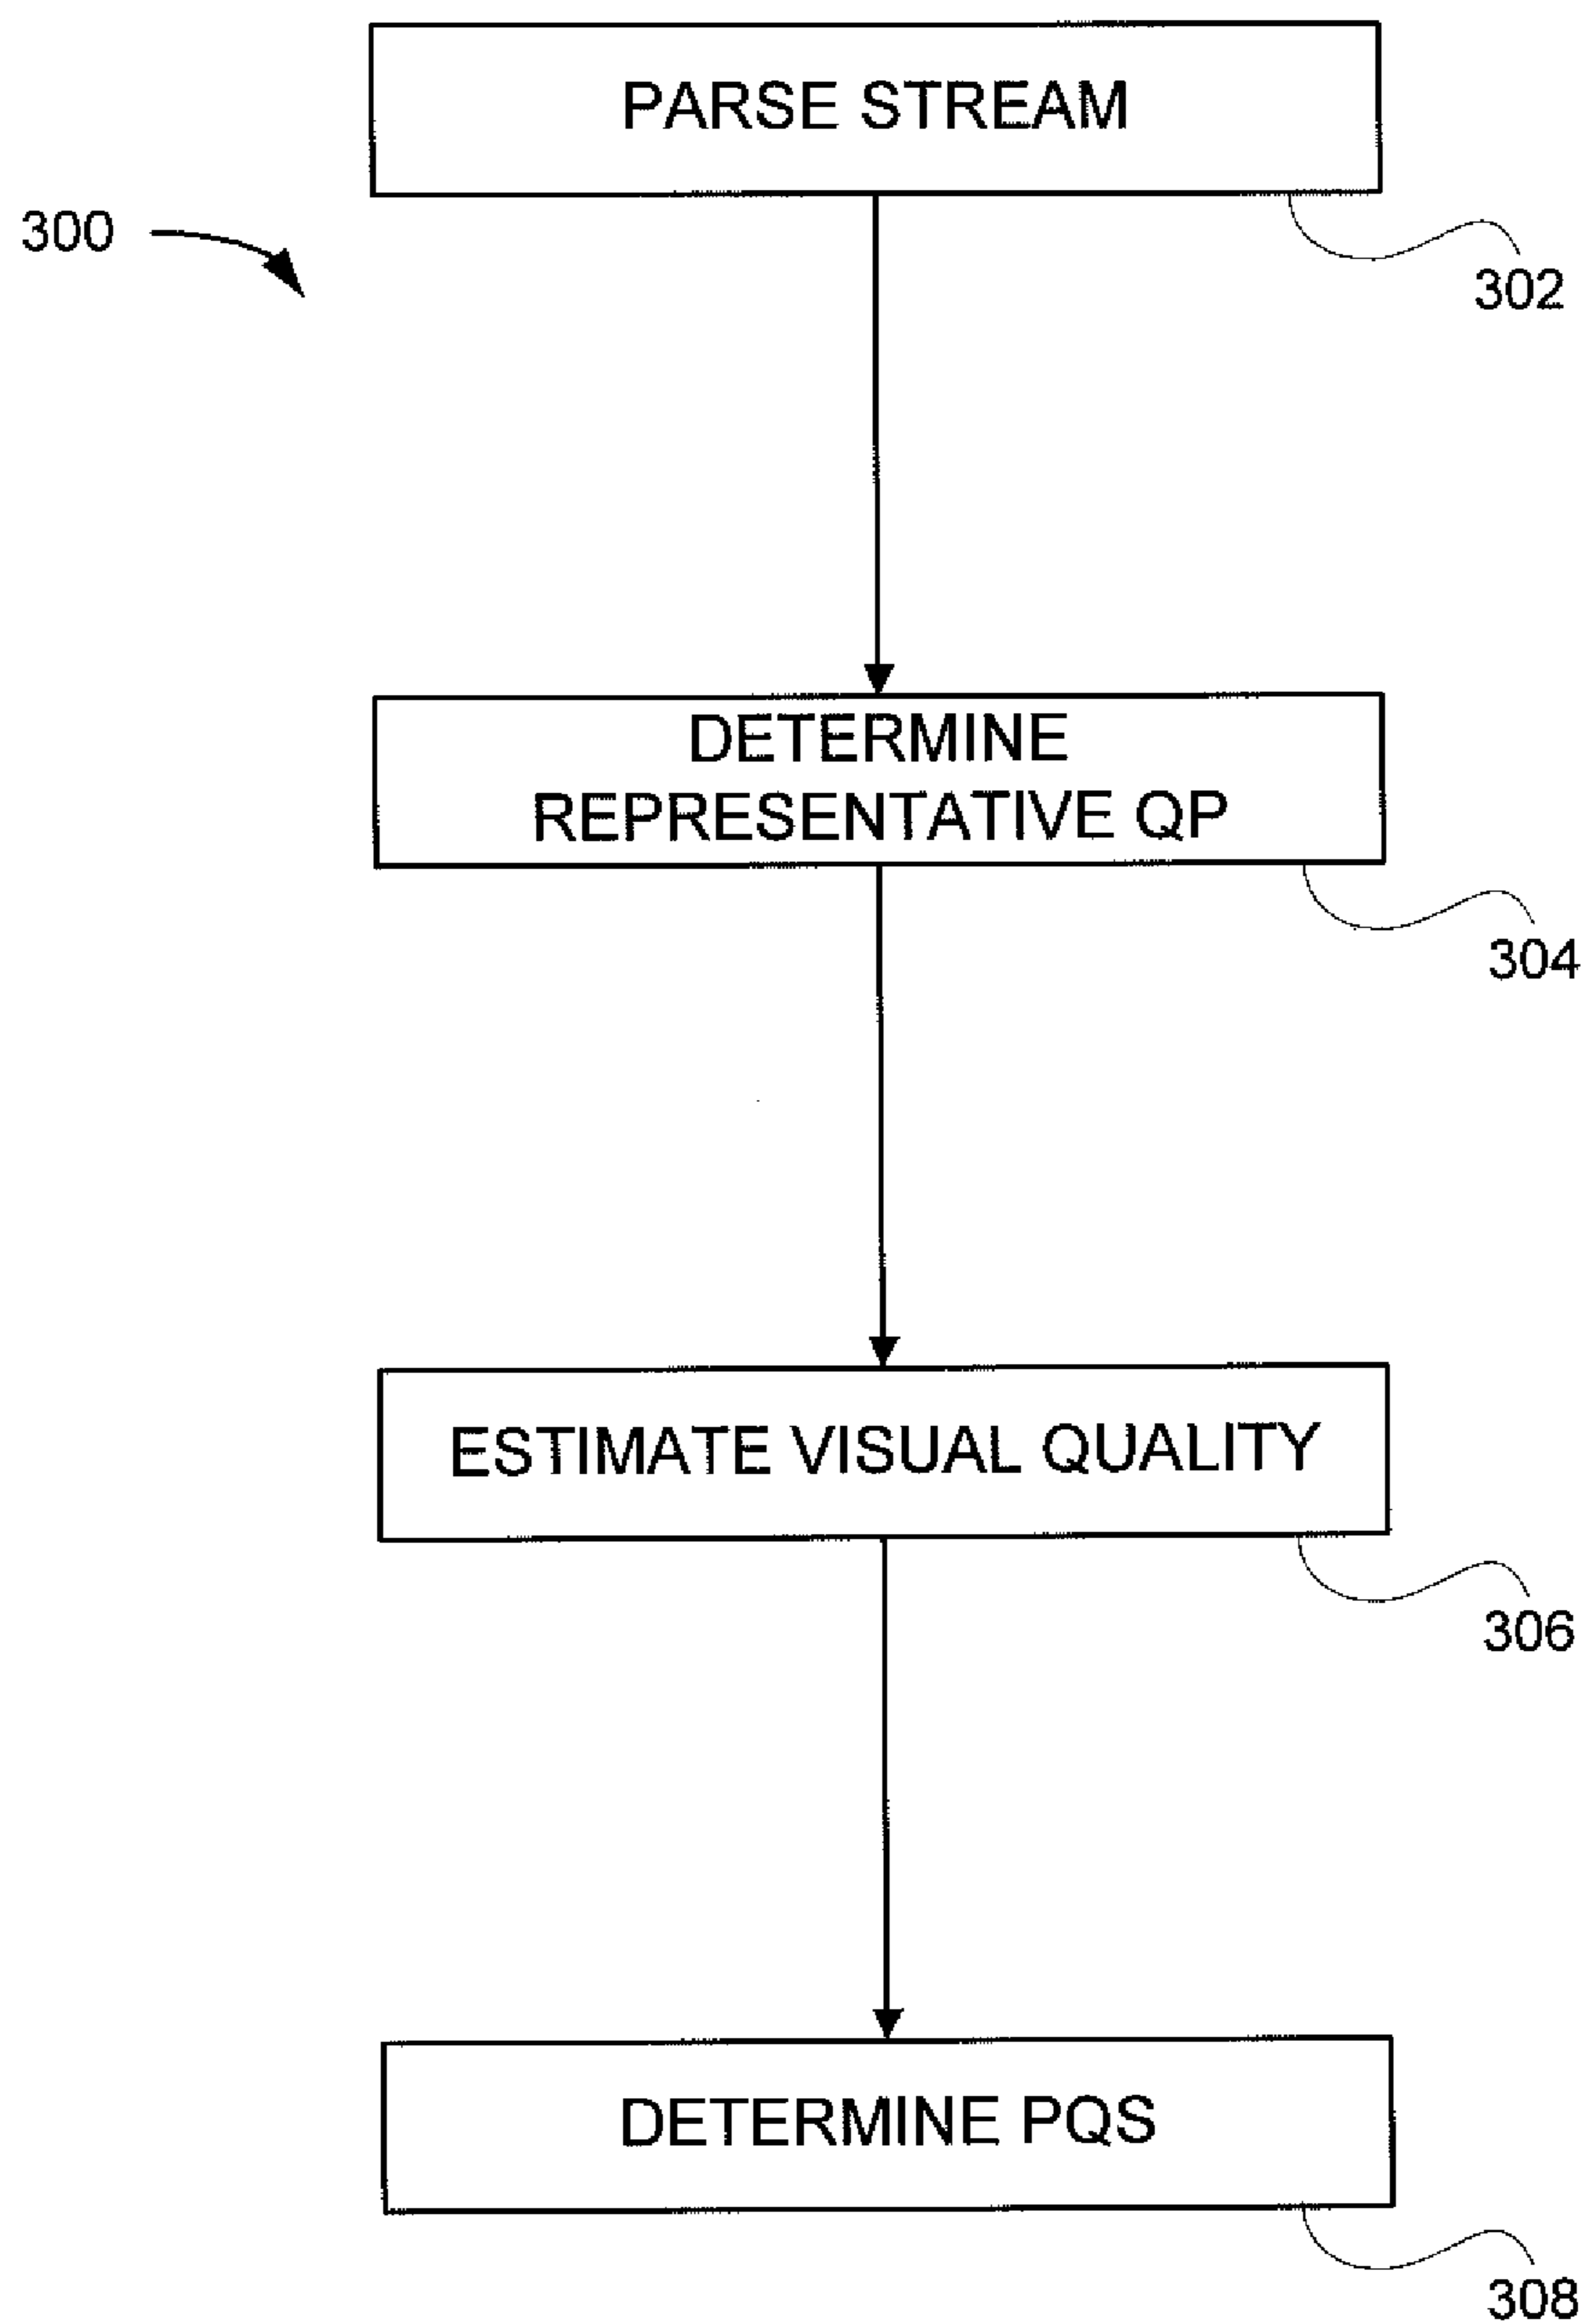 PARSE STREAM
300
302
DETERMINE
REPRESENTATIVE QP
304
ESTIMATE VISUAL QUALITY
306
DETERMINE PQS
308